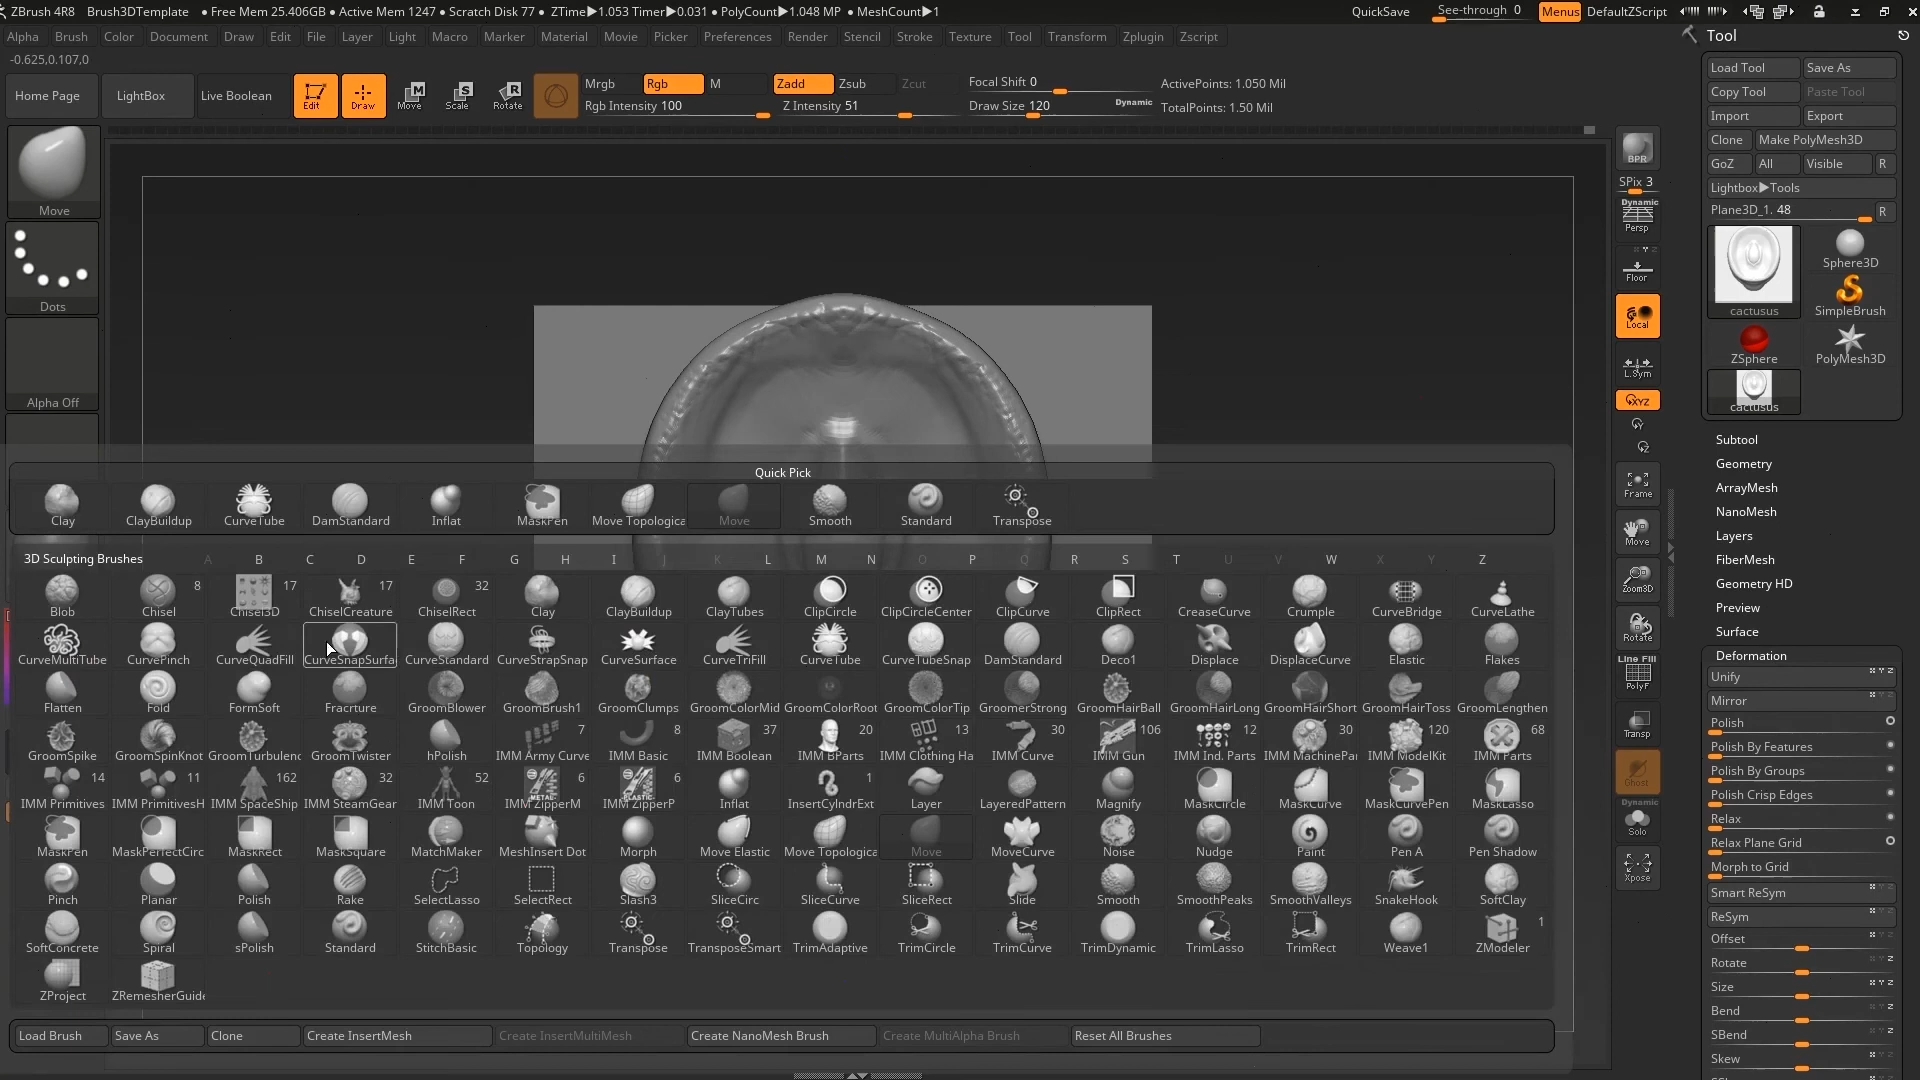 ZBrush 4R8 Brush3DTemplate • Free Mem 25.406GB • Active Mem 1247 • Scratch Disk 77 • ZTime▶1.053 Timer▶0.031 • PolyCount▶1.048 MP • MeshCount▶1 QuickSave See-through 0 Menus DefaultZScript
Alpha Brush Color Document Draw Edit File Layer Light Macro Marker Material Movie Picker Preferences Render Stencil Stroke Texture Tool Transform Zplugin Zscript
-0.625,0.107,0
Home Page LightBox Live Boolean Edit Draw Move Scale Rotate
Mrgb Rgb M Zadd Zsub Zcut Focal Shift 0 ActivePoints: 1.050 Mil
Rgb Intensity 100 Z Intensity 51 Draw Size 120 Dynamic TotalPoints: 1.50 Mil
Move
Dots
Alpha Off
Quick Pick
Clay ClayBuildup CurveTube DamStandard Inflat MaskPen Move Topologica Move Smooth Standard Transpose
3D Sculpting Brushes A B C D E F G H I J K L M N O P Q R S T U V W X Y Z
8 17 17 32
Blob Chisel Chisel3D ChiselCreature ChiselRect Clay ClayBuildup ClayTubes ClipCircle ClipCircleCenter ClipCurve ClipRect CreaseCurve Crumple CurveBridge CurveLathe
CurveMultiTube CurvePinch CurveQuadFill CurveSnapSurfa CurveStandard CurveStrapSnap CurveSurface CurveTriFill CurveTube CurveTubeSnap DamStandard Deco1 Displace DisplaceCurve Elastic Flakes
Flatten Fold FormSoft Fracrture GroomBlower GroomBrush1 GroomClumps GroomColorMid GroomColorRoot GroomColorTip GroomerStrong GroomHairBall GroomHairLong GroomHairShort GroomHairToss GroomLengthen
7 8 37 20 13 30 106 12 30 120 68
GroomSpike GroomSpinKnot GroomTurbulenc GroomTwister hPolish IMM Army Curve IMM Basic IMM Boolean IMM BParts IMM Clothing Ha IMM Curve IMM Gun IMM Ind. Parts IMM MachinePar IMM ModelKit IMM Parts
14 11 162 32 52 6 6 1
IMM Primitives IMM PrimitivesH IMM SpaceShip IMM SteamGear IMM Toon IMM ZipperM IMM ZipperP Inflat InsertCylndrExt Layer LayeredPattern Magnify MaskCircle MaskCurve MaskCurvePen MaskLasso
MaskPen MaskPerfectCirc MaskRect MaskSquare MatchMaker MeshInsert Dot Morph Move Elastic Move Topologica Move MoveCurve Noise Nudge Paint Pen A Pen Shadow
Pinch Planar Polish Rake SelectLasso SelectRect Slash3 SliceCirc SliceCurve SliceRect Slide Smooth SmoothPeaks SmoothValleys SnakeHook SoftClay
1
SoftConcrete Spiral sPolish Standard StitchBasic Topology Transpose TransposeSmart TrimAdaptive TrimCircle TrimCurve TrimDynamic TrimLasso TrimRect Weave1 ZModeler
ZProject ZRemesherGuide
Load Brush Save As Clone Create InsertMesh Create InsertMultiMesh Create NanoMesh Brush Create MultiAlpha Brush Reset All Brushes
BPR
SPix 3
Dynamic
Persp
Floor
Local
L.Sym
XYZ
Frame
Move
Zoom3D
Rotate
Line Fill
PolyF
Transp
Ghost
Dynamic
Solo
Xpose
Tool
Load Tool Save As
Copy Tool Paste Tool
Import Export
Clone Make PolyMesh3D
GoZ All Visible R
Lightbox▶Tools
Plane3D_1. 48 R
cactusus Sphere3D
SimpleBrush
ZSphere PolyMesh3D
cactusus
Subtool
Geometry
ArrayMesh
NanoMesh
Layers
FiberMesh
Geometry HD
Preview
Surface
Deformation
Unify
Mirror
Polish
Polish By Features
Polish By Groups
Polish Crisp Edges
Relax
Relax Plane Grid
Morph to Grid
Smart ReSym
ReSym
Offset
Rotate
Size
Bend
SBend
Skew